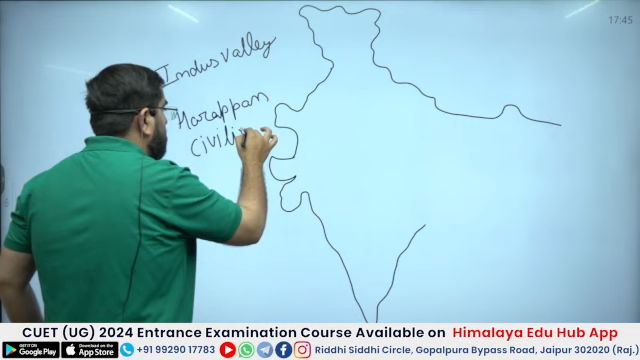 17:45
Indus Valley
Harappan
Civili
CUET (UG) 2024 Entrance Examination Course Available on Himalaya Edu Hub App
GET IT ON Google Play Download on the App Store +91 99290 17783 Riddhi Siddhi Circle, Gopalpura Bypass Road, Jaipur 302020 (Raj.)